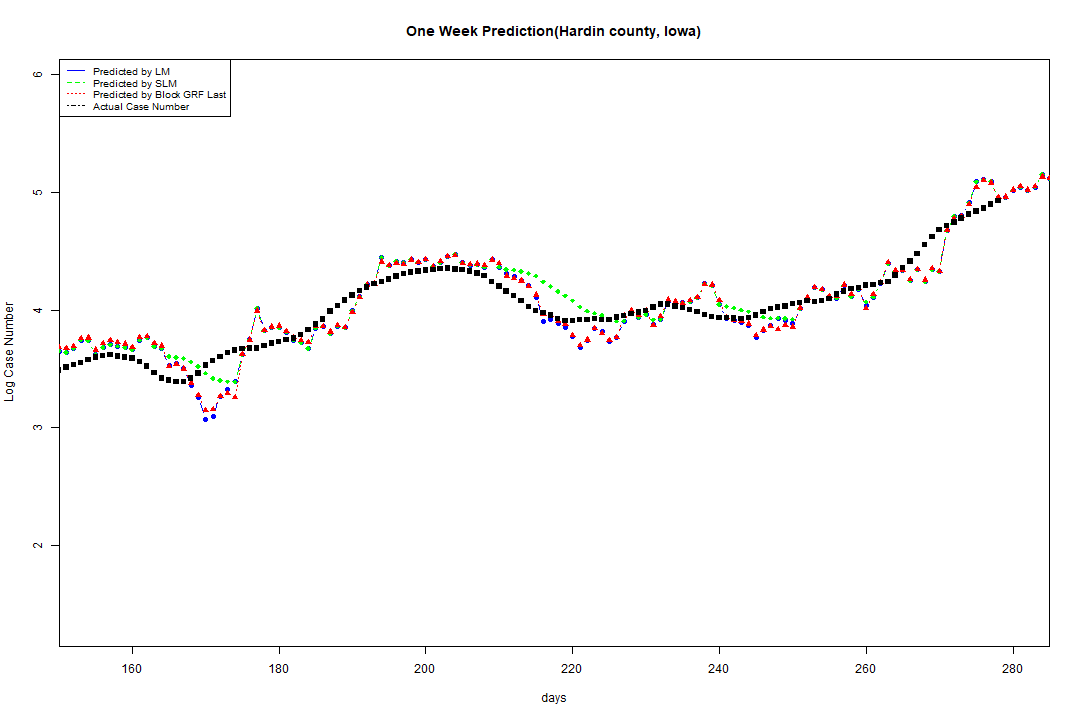 One Week Prediction(Hardin county, Iowa)
Predicted by LM
Predicted by SLM
Predicted by Block GRF Last
Actual Case Number
6
5
4
3
2
Log Case Number
160 180 200 220 240 260 280
days